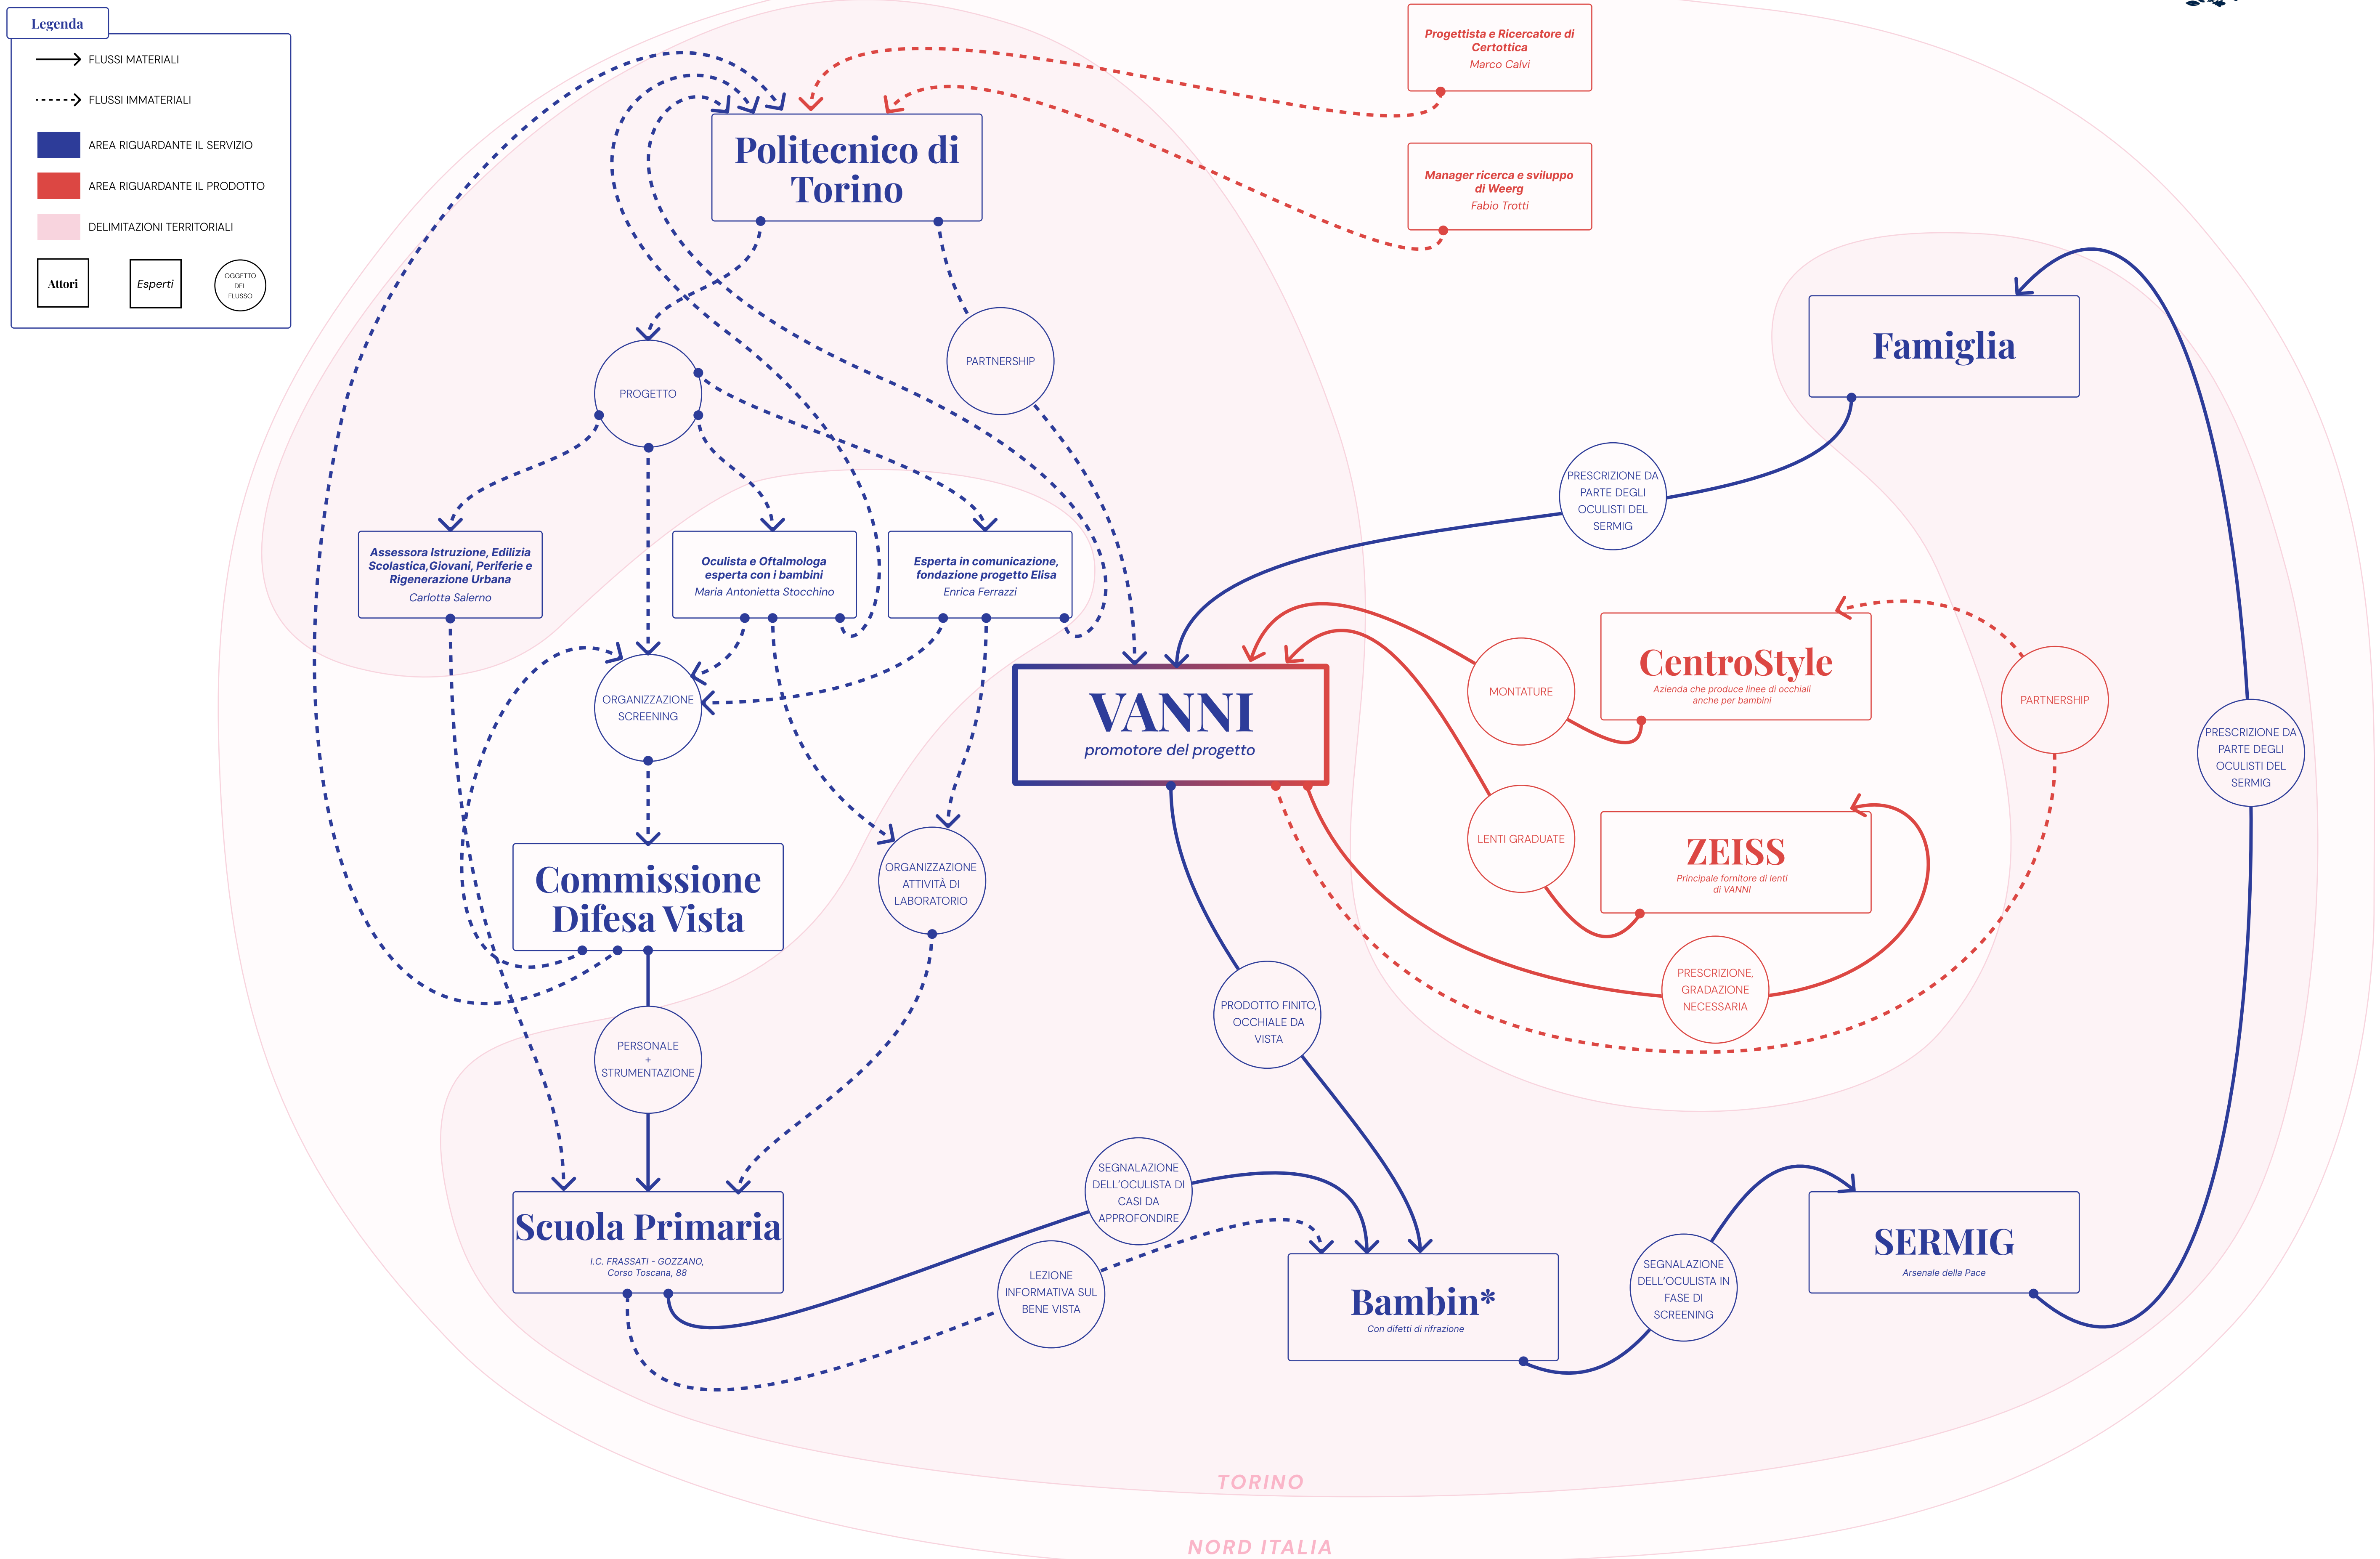 Legenda
FLUSSI MATERIALI
FLUSSI IMMATERIALI
AREA RIGUARDANTE IL SERVIZIO
AREA RIGUARDANTE IL PRODOTTO
DELIMITAZIONI TERRITORIALI
Attori
Esperti
OGGETTO
DEL
FLUSSO
Progettista e Ricercatore di
Certottica
Marco Calvi
Manager ricerca e sviluppo
di Weerg
Fabio Trotti
Politecnico di
Torino
PROGETTO
PARTNERSHIP
Famiglia
PRESCRIZIONE DA
PARTE DEGLI
OCULISTI DEL
SERMIG
Assessora Istruzione, Edilizia
Scolastica,Giovani, Periferie e
Rigenerazione Urbana
Carlotta Salerno
Oculista e Oftalmologa
esperta con i bambini
Maria Antonietta Stocchino
Esperta in comunicazione,
fondazione progetto Elisa
Enrica Ferrazzi
ORGANIZZAZIONE
SCREENING
VANNI
promotore del progetto
MONTATURE
CentroStyle
Azienda che produce linee di occhiali
anche per bambini
PARTNERSHIP
PRESCRIZIONE DA
PARTE DEGLI
OCULISTI DEL
SERMIG
LENTI GRADUATE
ZEISS
Principale fornitore di lenti
di VANNI
Commissione
Difesa Vista
ORGANIZZAZIONE
ATTIVITÀ DI
LABORATORIO
PRESCRIZIONE,
GRADAZIONE
NECESSARIA
PRODOTTO FINITO,
OCCHIALE DA
VISTA
PERSONALE
+
STRUMENTAZIONE
SEGNALAZIONE
DELL'OCULISTA DI
CASI DA
APPROFONDIRE
Scuola Primaria
I.C. FRASSATI - GOZZANO,
Corso Toscana, 88
LEZIONE
INFORMATIVA SUL
BENE VISTA
Bambin*
Con difetti di rifrazione
SEGNALAZIONE
DELL'OCULISTA IN
FASE DI
SCREENING
SERMIG
Arsenale della Pace
TORINO
NORD ITALIA